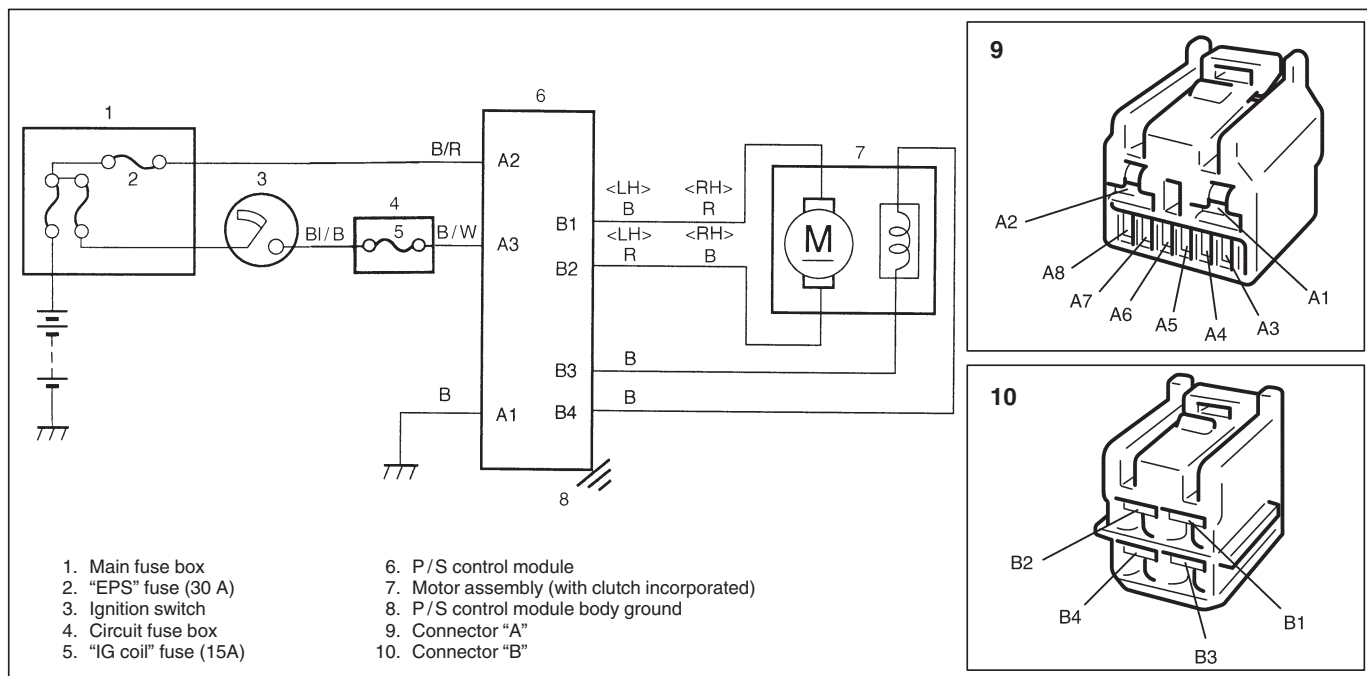 1
2
B/R
3
Bl/B
4
5
B/W
6
A2
A3
A1
B
B1
B2
B3
B4
<LH> <RH>
B R
<LH> <RH>
R B
B
B
7
M
8
1. Main fuse box
2. “EPS” fuse (30 A)
3. Ignition switch
4. Circuit fuse box
5. “IG coil” fuse (15A)
6. P/S control module
7. Motor assembly (with clutch incorporated)
8. P/S control module body ground
9. Connector “A”
10. Connector “B”
9
A2
A8
A7
A6
A5
A4
A3
A1
10
B2
B4
B3
B1